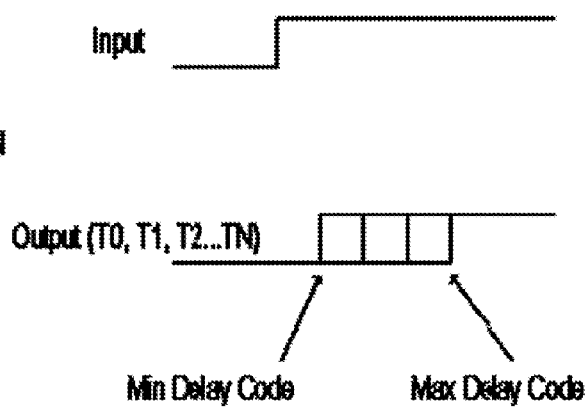 Input
Output (T0, T1, T2...TN)
Min Delay Code
Max Delay Code